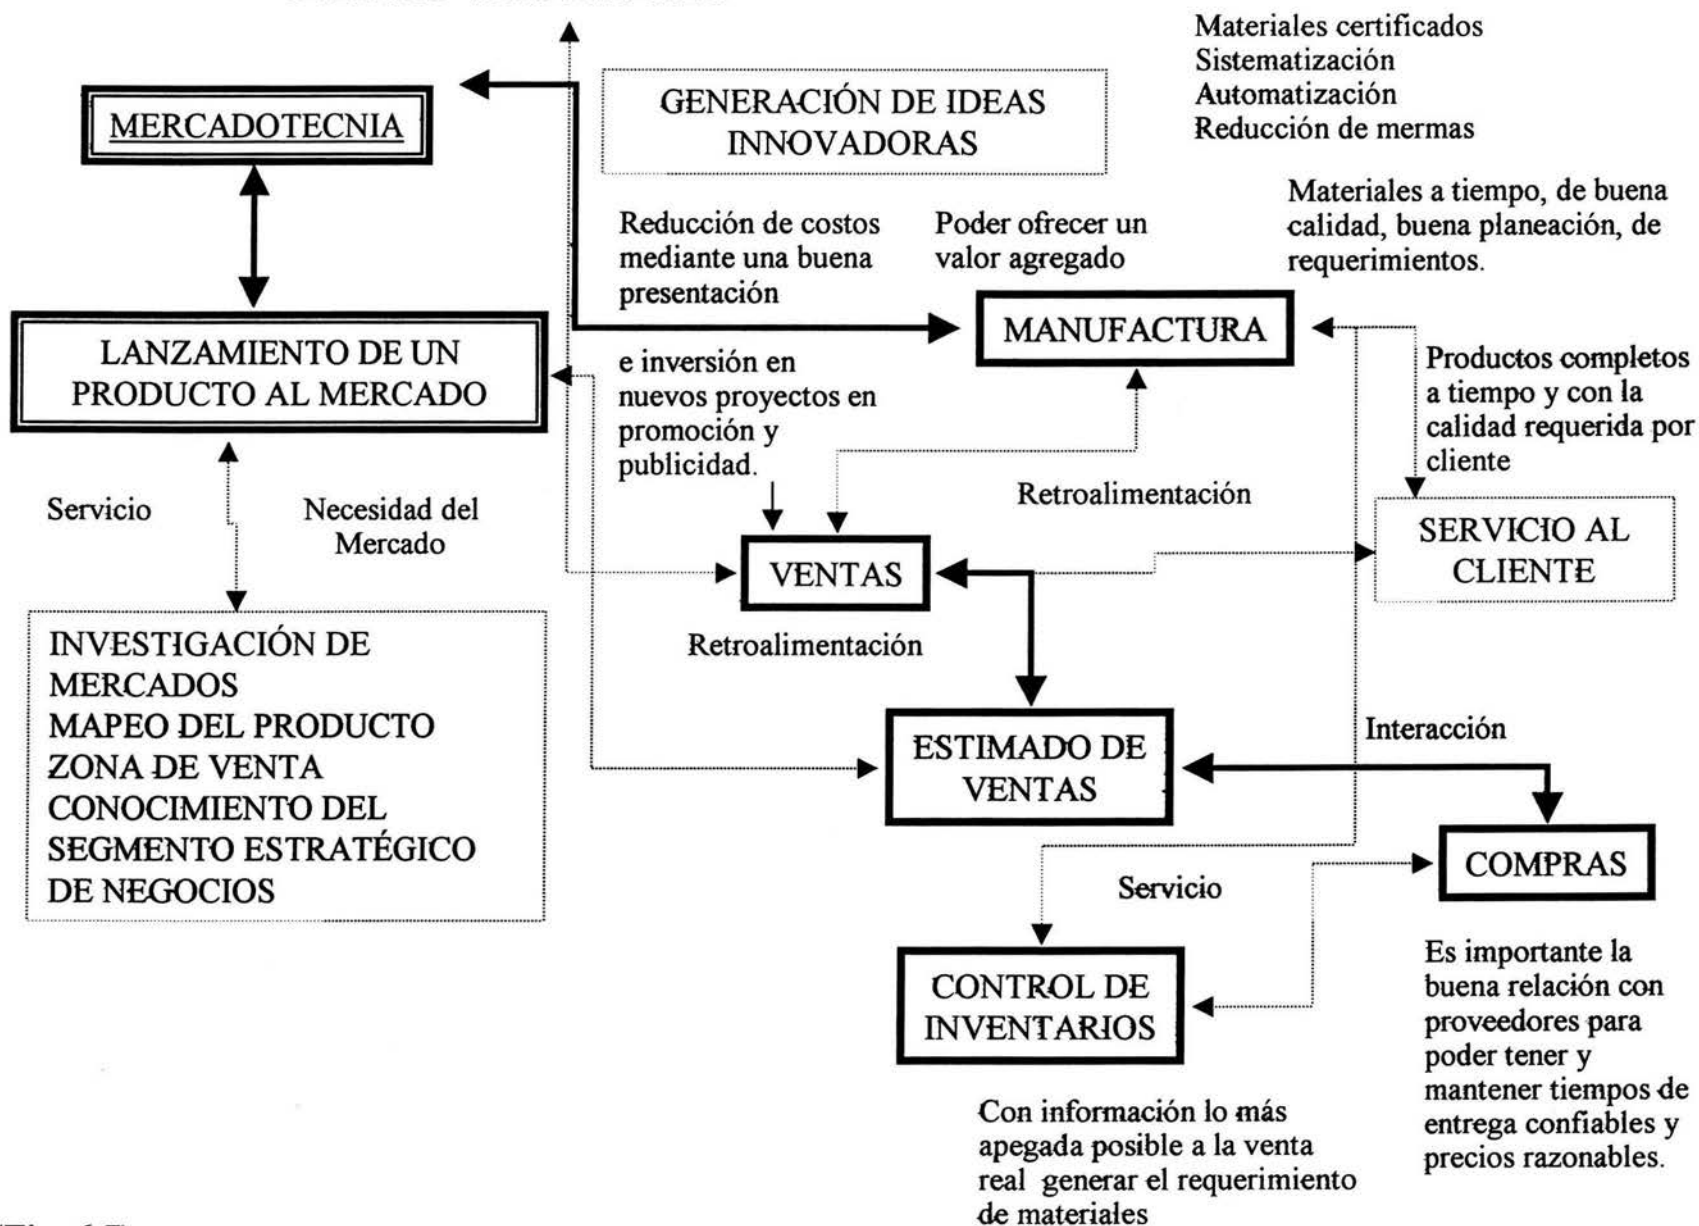 Materiales certificados
Sistematización
Automatización
Reducción de mermas
MERCADOTECNIA
GENERACIÓN DE IDEAS
INNOVADORAS
Materiales a tiempo, de buena
calidad, buena planeación, de
requerimientos.
Reducción de costos
mediante una buena
presentación
Poder ofrecer un
valor agregado
LANZAMIENTO DE UN
PRODUCTO AL MERCADO
MANUFACTURA
e inversión en
nuevos proyectos en
promoción y
publicidad.
Productos completos
a tiempo y con la
calidad requerida por
cliente
Servicio
Necesidad del
Mercado
Retroalimentación
VENTAS
SERVICIO AL
CLIENTE
Retroalimentación
INVESTIGACIÓN DE
MERCADOS
MAPEO DEL PRODUCTO
ZONA DE VENTA
CONOCIMIENTO DEL
SEGMENTO ESTRATÉGICO
DE NEGOCIOS
ESTIMADO DE
VENTAS
Interacción
COMPRAS
Servicio
CONTROL DE
INVENTARIOS
Es importante la
buena relación con
proveedores para
poder tener y
mantener tiempos de
entrega confiables y
precios razonables.
Con información lo más
apegada posible a la venta
real generar el requerimiento
de materiales